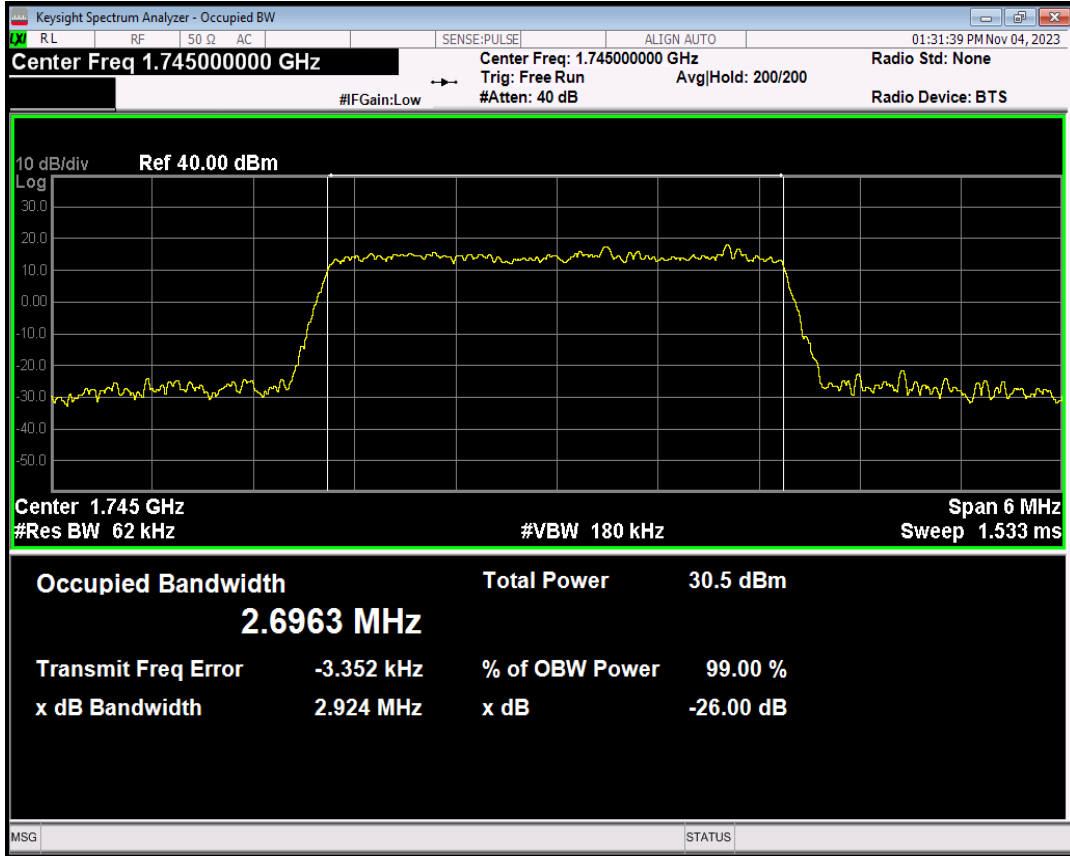 Keysight Spectrum Analyzer - Occupied BW
LXI RL RF 50 Ω AC SENSE:PULSE ALIGN AUTO 01:31:39 PM Nov 04, 2023
Center Freq 1.745000000 GHz Center Freq: 1.745000000 GHz Radio Std: None
Trig: Free Run Avg|Hold: 200/200
#IFGain:Low #Atten: 40 dB Radio Device: BTS
10 dB/div Ref 40.00 dBm
Log
30.0
20.0
10.0
0.00
-10.0
-20.0
-30.0
-40.0
-50.0
Center 1.745 GHz Span 6 MHz
#Res BW 62 kHz #VBW 180 kHz Sweep 1.533 ms
Occupied Bandwidth Total Power 30.5 dBm
2.6963 MHz
Transmit Freq Error -3.352 kHz % of OBW Power 99.00 %
x dB Bandwidth 2.924 MHz x dB -26.00 dB
MSG STATUS